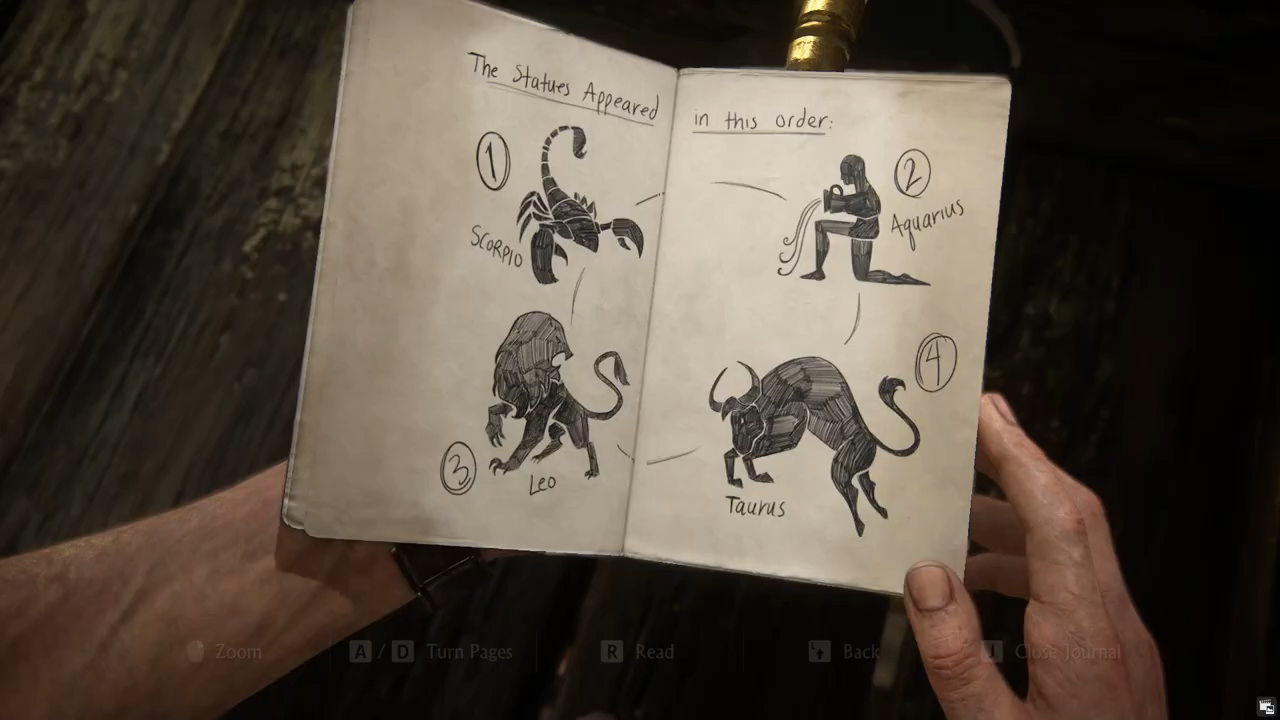 The Statues Appeared
in this order:
1
SCORPIO
2
Aquarius
3
Leo
4
Taurus
Zoom
A / D Turn Pages
R Read
Back
J Close Journal